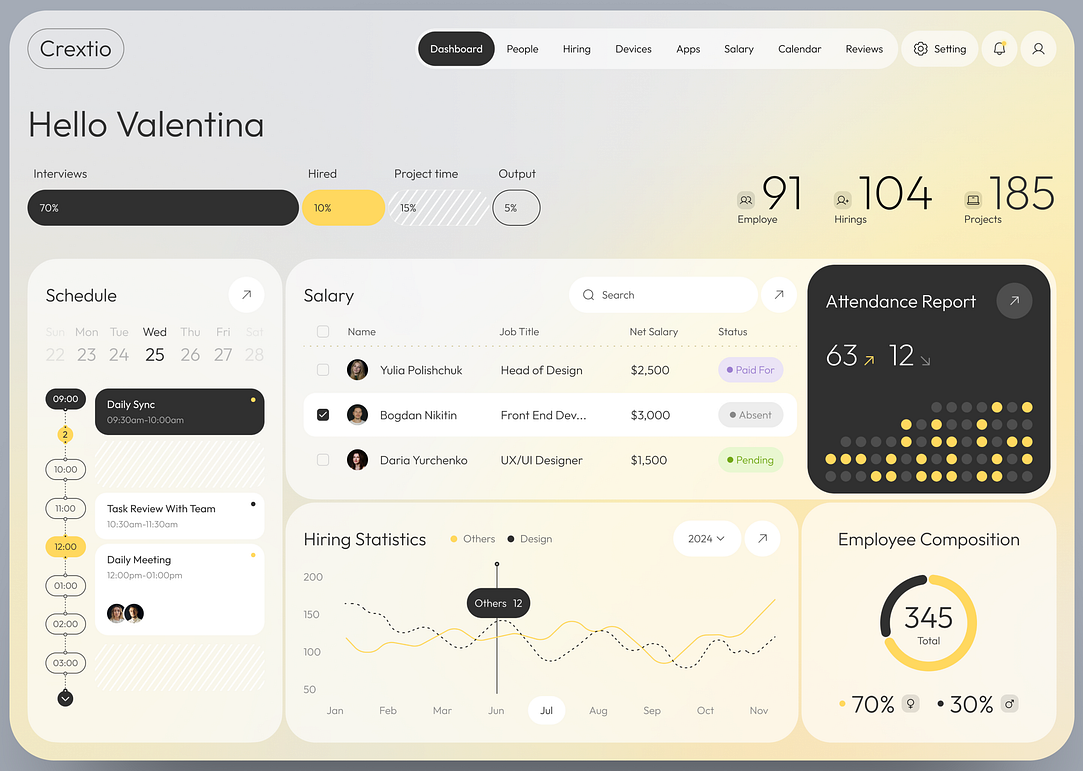 Crextio
Dashboard People Hiring Devices Apps Salary Calendar Reviews Setting
Hello Valentina
Interviews Hired Project time Output
70% 10% 15% 5%
91 Employe
104 Hirings
185 Projects
Schedule
Sun Mon Tue Wed Thu Fri Sat
22 23 24 25 26 27 28
09:00
Daily Sync
09:30am-10:00am
2
10:00
11:00
Task Review With Team
10:30am-11:30am
12:00
Daily Meeting
12:00pm-01:00pm
01:00
02:00
03:00
Salary
Search
Name Job Title Net Salary Status
Yulia Polishchuk Head of Design $2,500 Paid For
Bogdan Nikitin Front End Dev... $3,000 Absent
Daria Yurchenko UX/UI Designer $1,500 Pending
Attendance Report
63 12
Hiring Statistics
Others Design
2024
200
150
100
50
Others 12
Jan Feb Mar Jun Jul Aug Sep Oct Nov
Employee Composition
345
Total
70% 30%